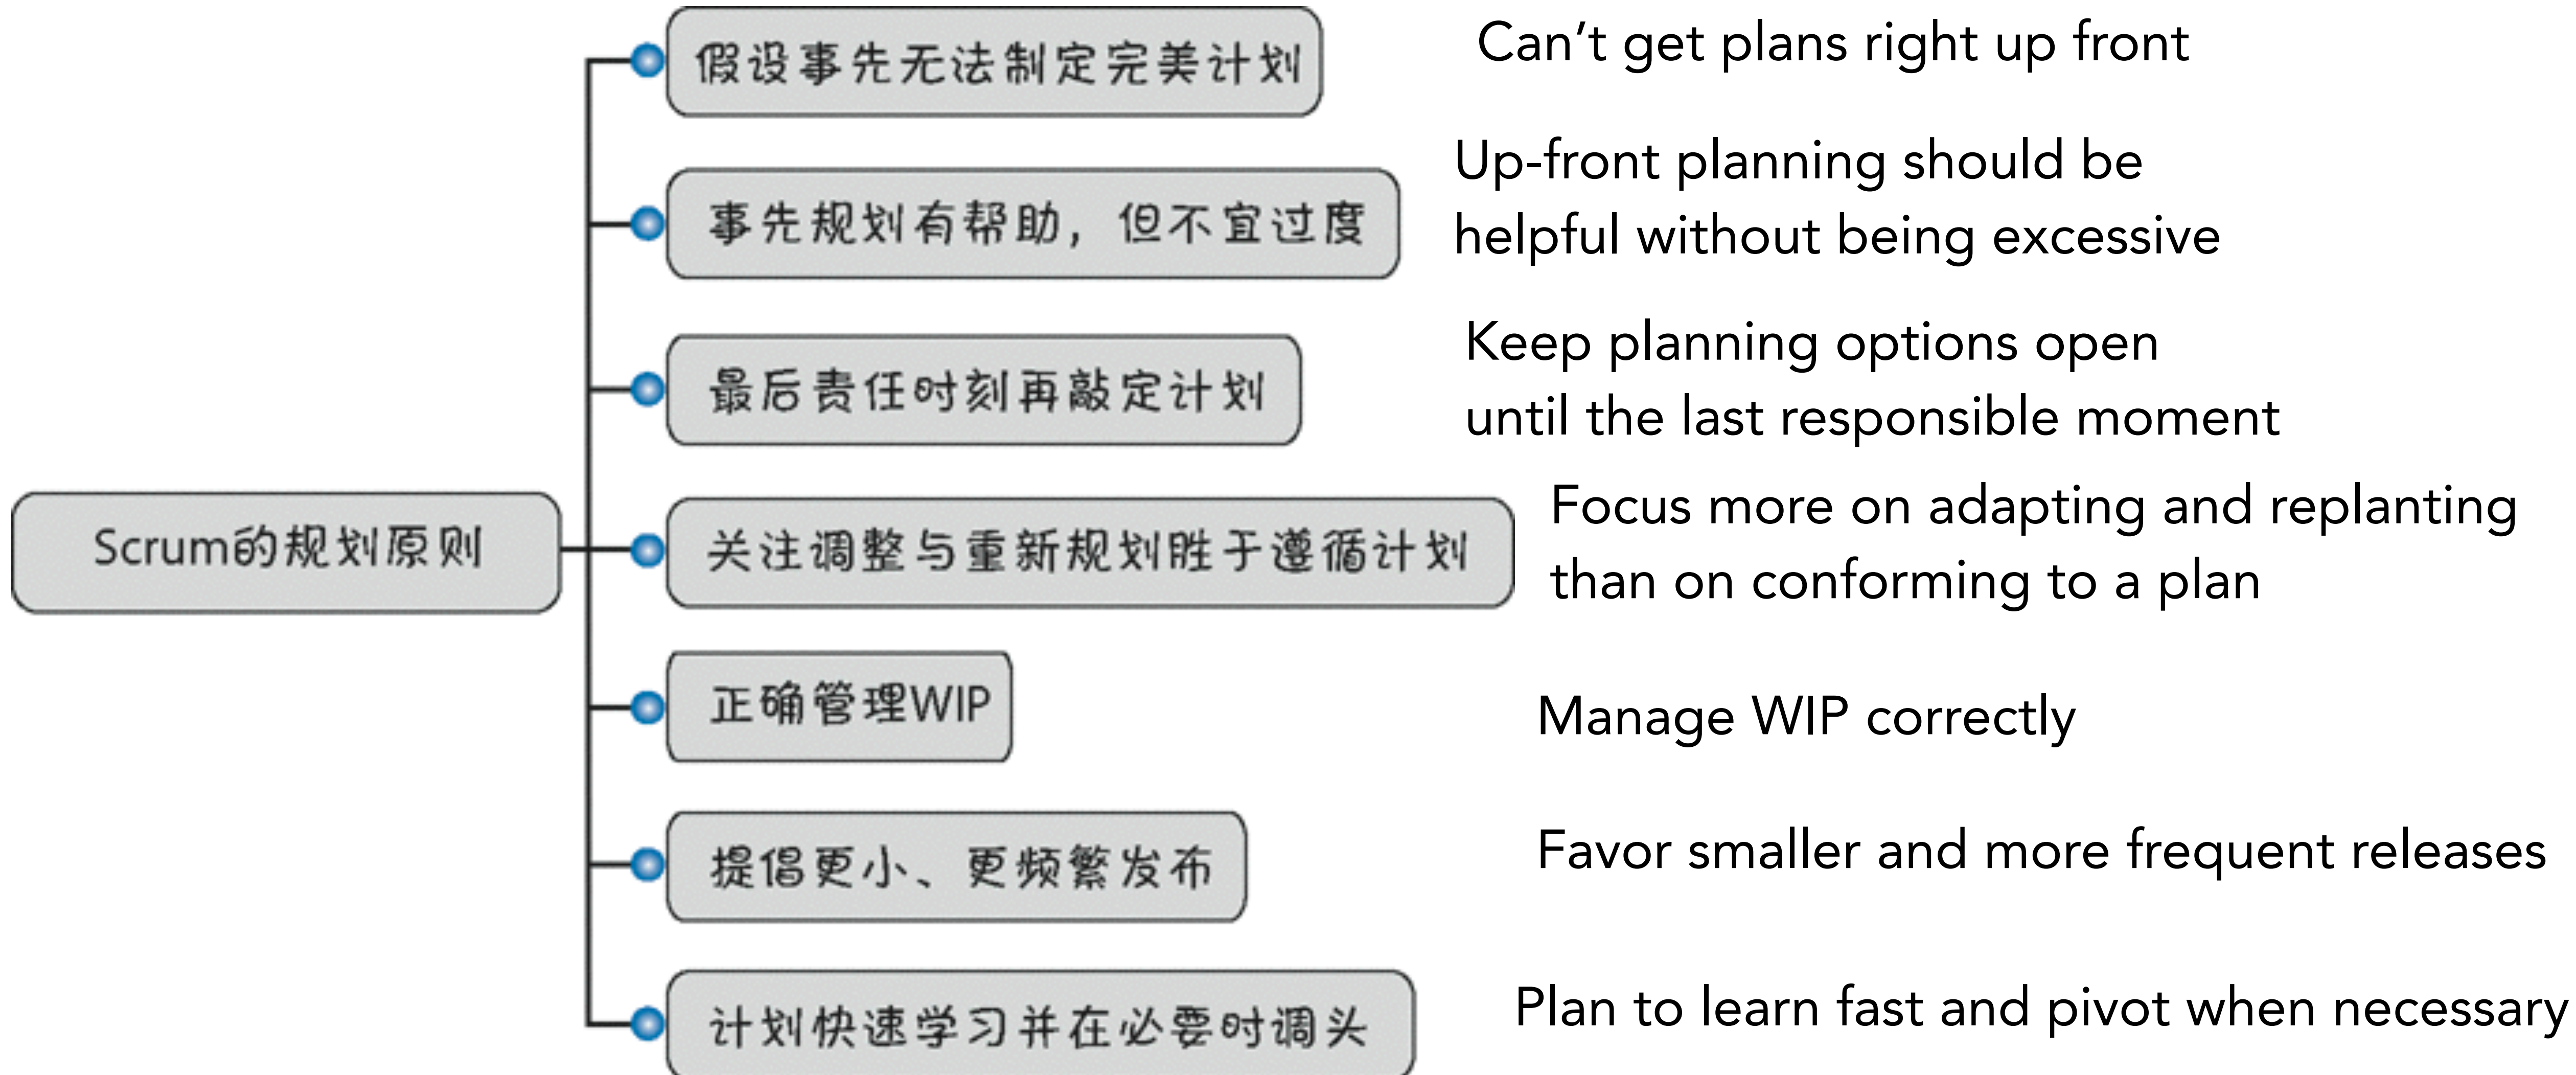 假设事先无法制定完美计划
Can't get plans right up front
事先规划有帮助，但不宜过度
Up-front planning should be
helpful without being excessive
最后责任时刻再敲定计划
Keep planning options open
until the last responsible moment
Scrum的规划原则
关注调整与重新规划胜于遵循计划
Focus more on adapting and replanting
than on conforming to a plan
正确管理WIP
Manage WIP correctly
提倡更小、更频繁发布
Favor smaller and more frequent releases
计划快速学习并在必要时调头
Plan to learn fast and pivot when necessary